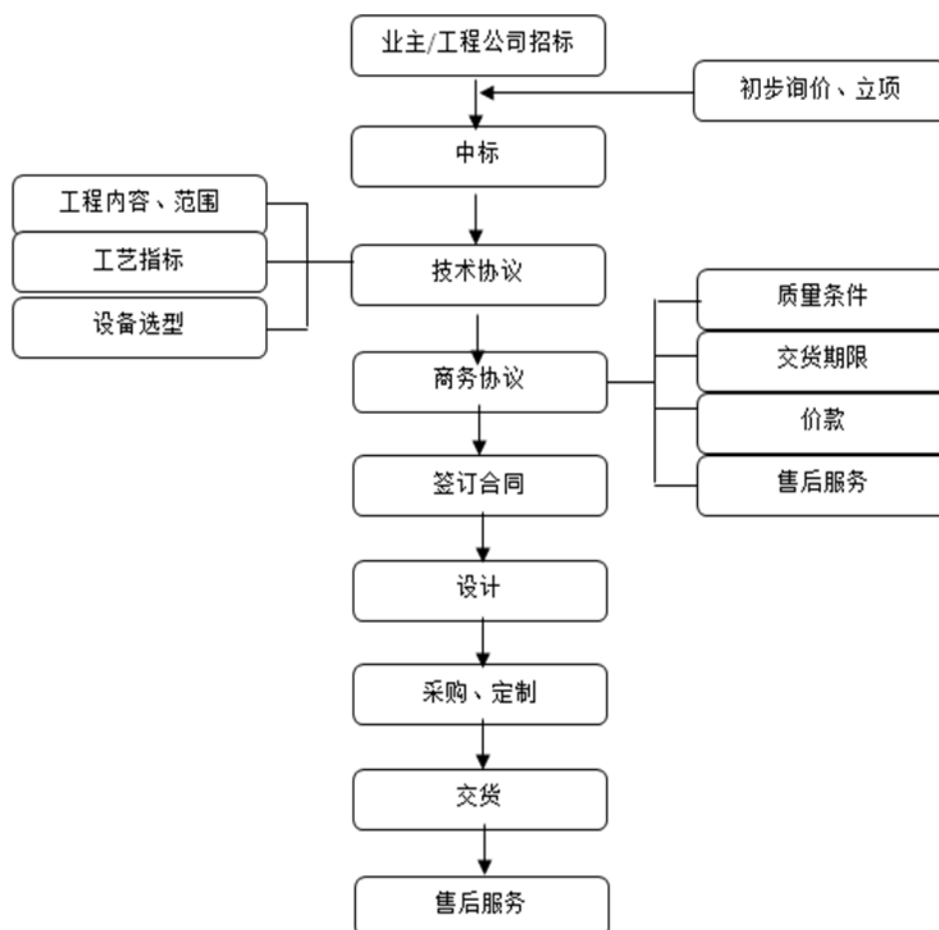 业主/工程公司招标
初步询价、立项
中标
工程内容、范围
工艺指标
技术协议
设备选型
质量条件
交货期限
商务协议
价款
签订合同
售后服务
设计
采购、定制
交货
售后服务